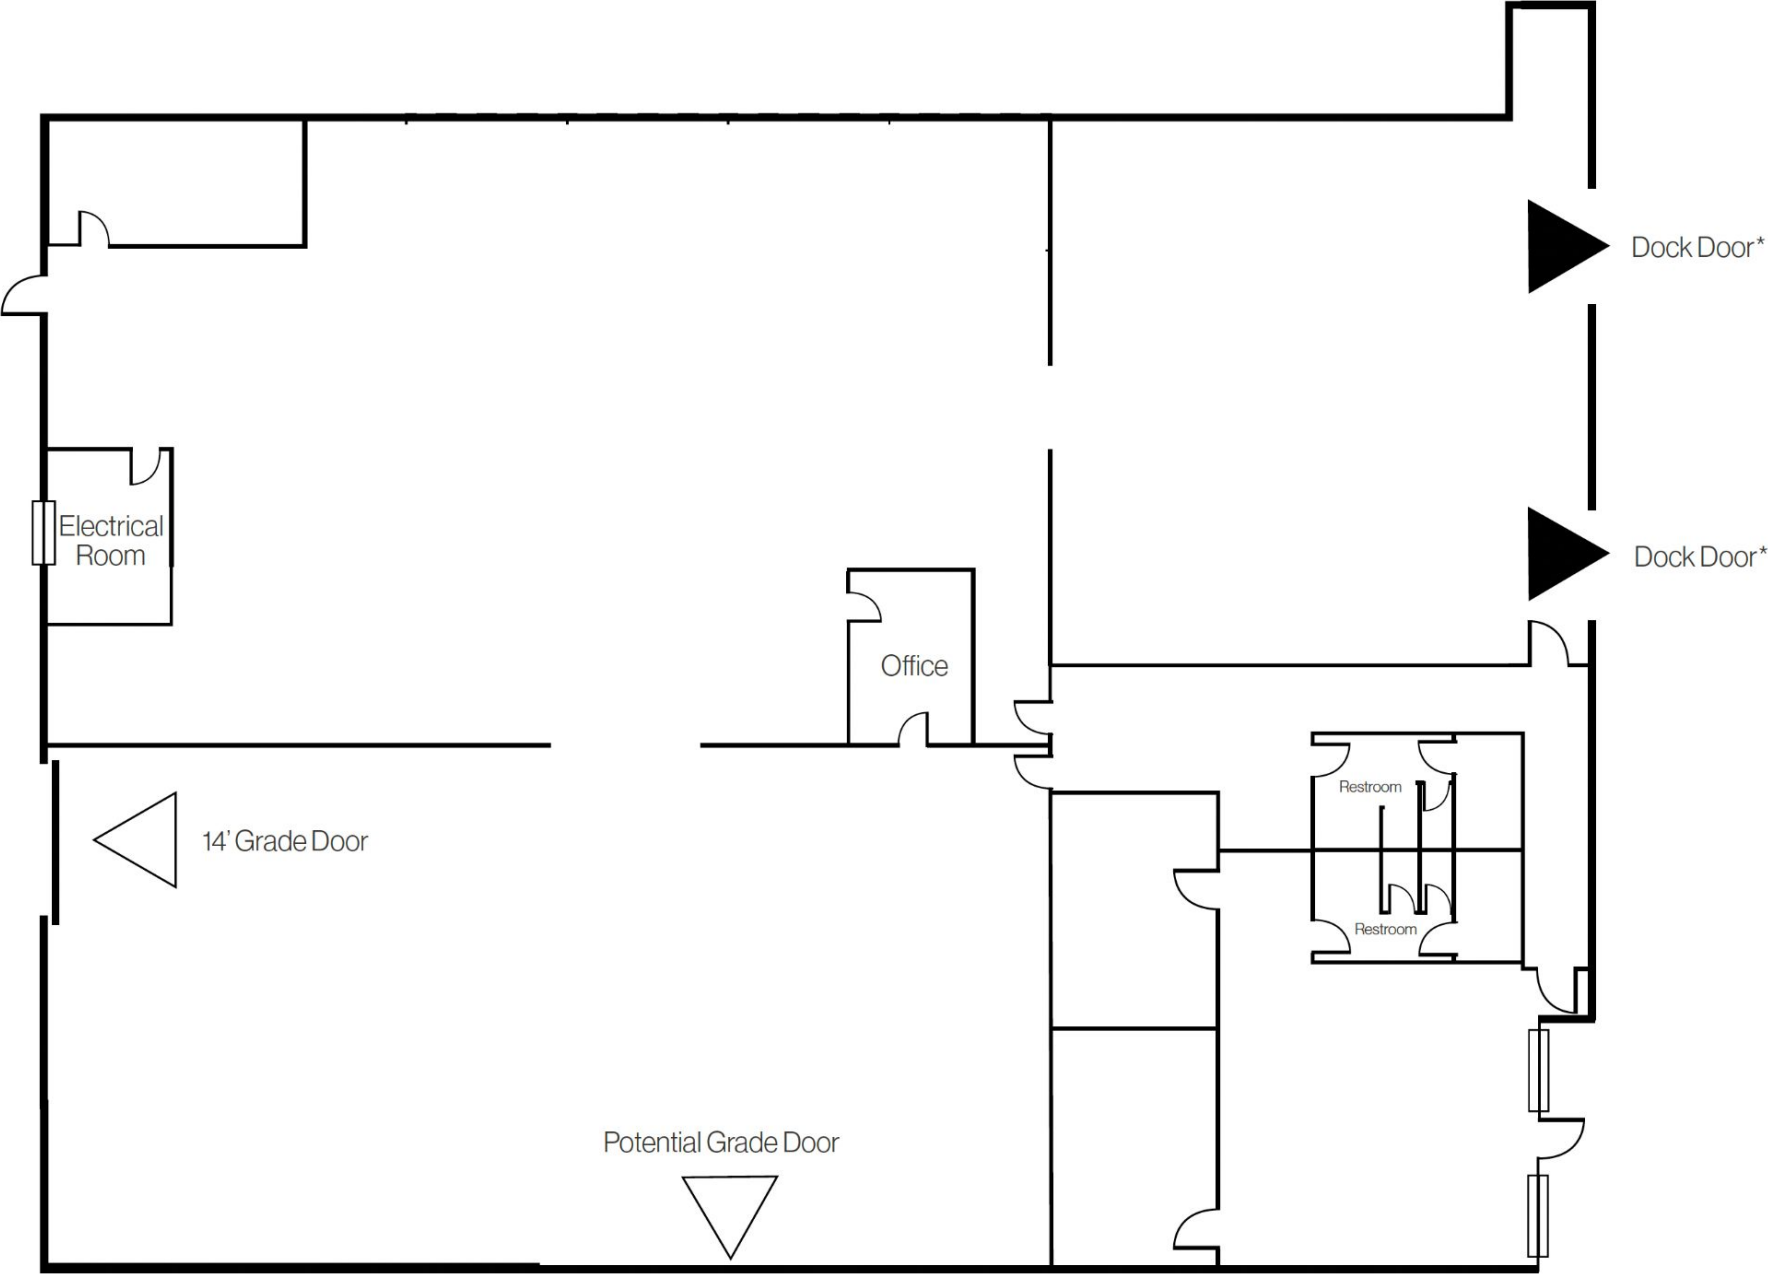 Dock Door*
Electrical
Room
Dock Door*
Office
Restroom
14' Grade Door
Restroom
Potential Grade Door